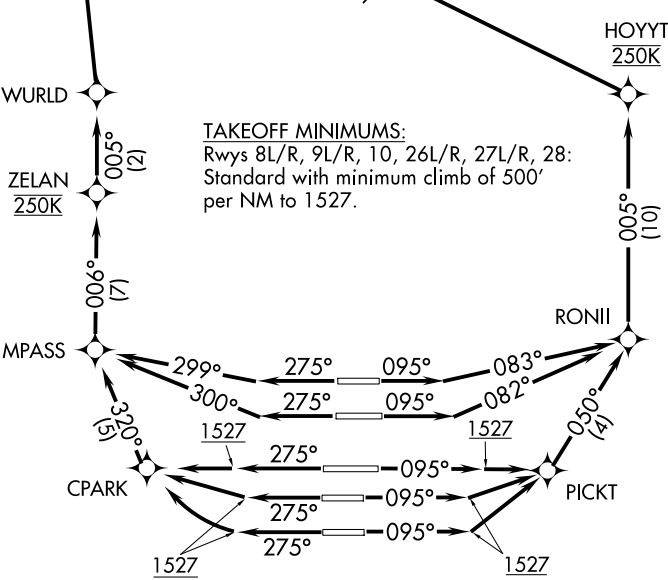 HOYYT
250K
WURLD
TAKEOFF MINIMUMS:
Rwys 8L/R, 9L/R, 10, 26L/R, 27L/R, 28:
Standard with minimum climb of 500'
per NM to 1527.
005°
(2)
ZELAN
250K
005°
(10)
006°
(7)
RONII
MPASS
299°
275°
095°
083°
300°
275°
095°
082°
320°
(5)
050°
(4)
1527
275°
095°
1527
CPARK
PICKT
275°
095°
275°
095°
1527
1527